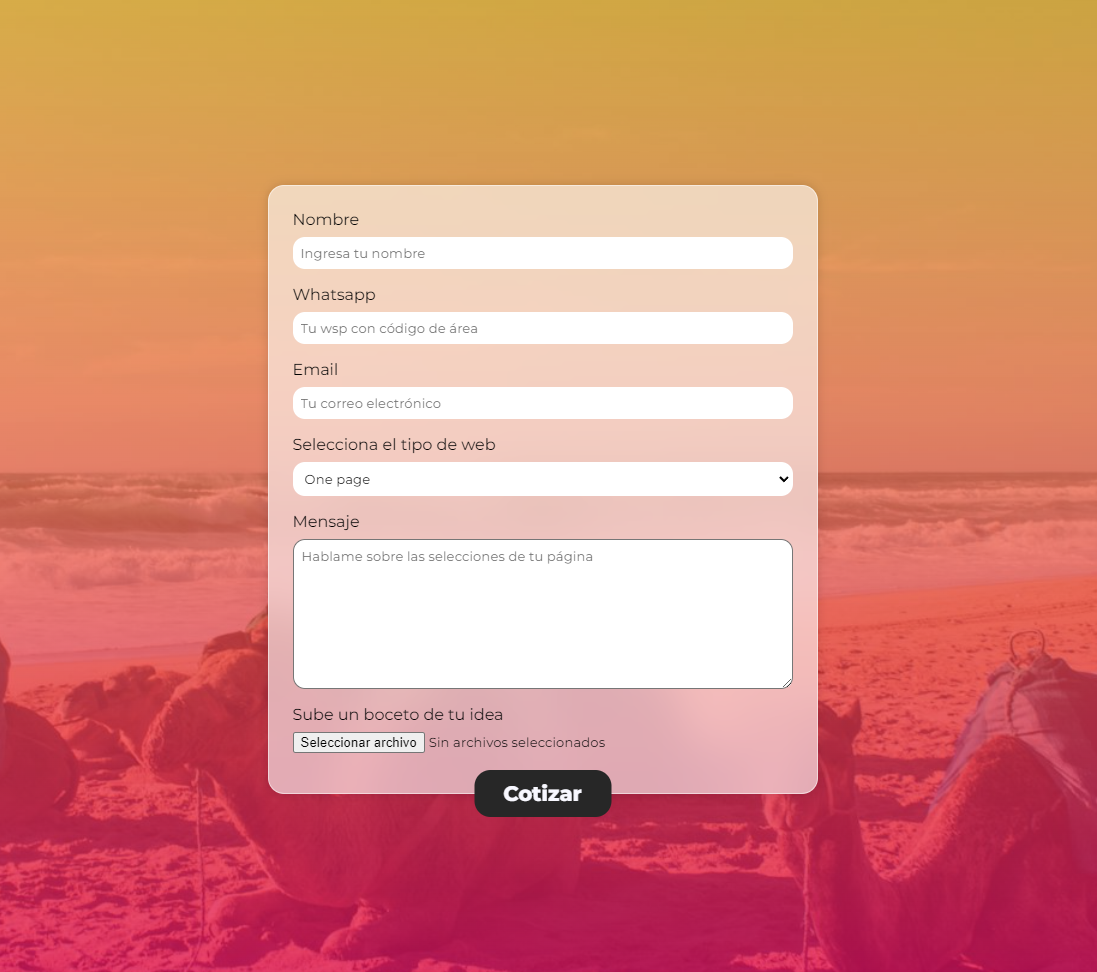 Nombre
Ingresa tu nombre
Whatsapp
Tu wsp con código de área
Email
Tu correo electrónico
Selecciona el tipo de web
One page
Mensaje
Hablame sobre las selecciones de tu página
Sube un boceto de tu idea
Seleccionar archivo Sin archivos seleccionados
Cotizar